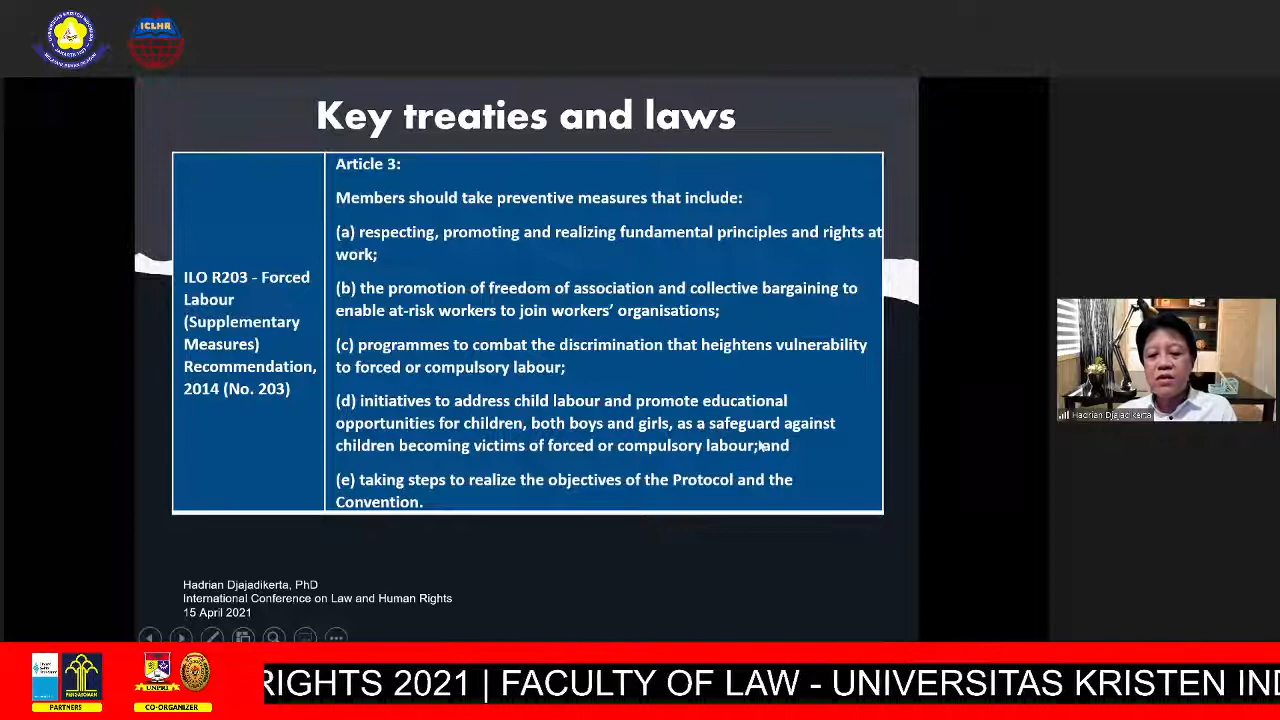 ICLHR
Key treaties and laws
ILO R203 - Forced
Labour
(Supplementary
Measures)
Recommendation,
2014 (No. 203)
Article 3:
Members should take preventive measures that include:
(a) respecting, promoting and realizing fundamental principles and rights at
work;
(b) the promotion of freedom of association and collective bargaining to
enable at-risk workers to join workers’ organisations;
(c) programmes to combat the discrimination that heightens vulnerability
to forced or compulsory labour;
(d) initiatives to address child labour and promote educational
opportunities for children, both boys and girls, as a safeguard against
children becoming victims of forced or compulsory labour; and
(e) taking steps to realize the objectives of the Protocol and the
Convention.
Hadrian Djajadikerta
Hadrian Djajadikerta, PhD
International Conference on Law and Human Rights
15 April 2021
PENGAYOMAN
UNPRI
PARTNERS
CO-ORGANIZER
RIGHTS 2021 | FACULTY OF LAW - UNIVERSITAS KRISTEN IND